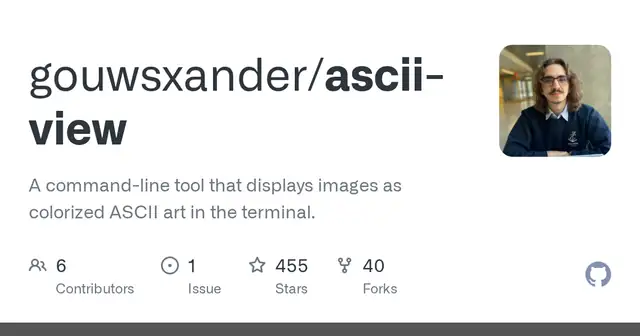 gouwsxander/ascii-
view
A command-line tool that displays images as
colorized ASCII art in the terminal.
6
Contributors
1
Issue
455
Stars
40
Forks